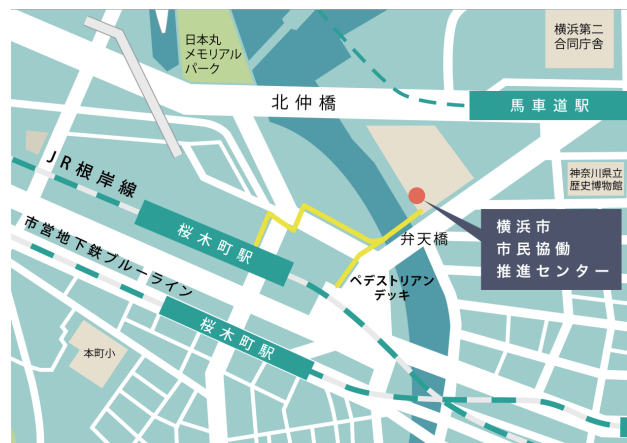 日本丸
メモリアル
パーク
横浜第二
合同庁舎
北仲橋
馬車道駅
JR根岸線
神奈川県立
歴史博物館
桜木町駅
弁天橋
横浜市
市民協働
推進センター
市営地下鉄ブルーライン
ペデストリアン
デッキ
桜木町駅
本町小